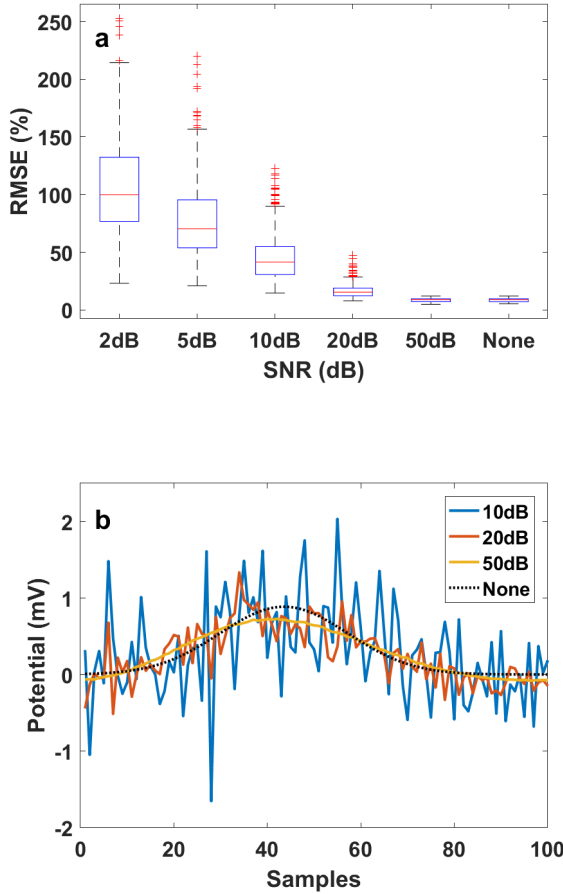 a
250
200
150
100
50
0
RMSE (%)
2dB 5dB 10dB 20dB 50dB None
SNR (dB)
b
10dB
20dB
50dB
None
2
1
0
-1
-2
Potential (mV)
0 20 40 60 80 100
Samples